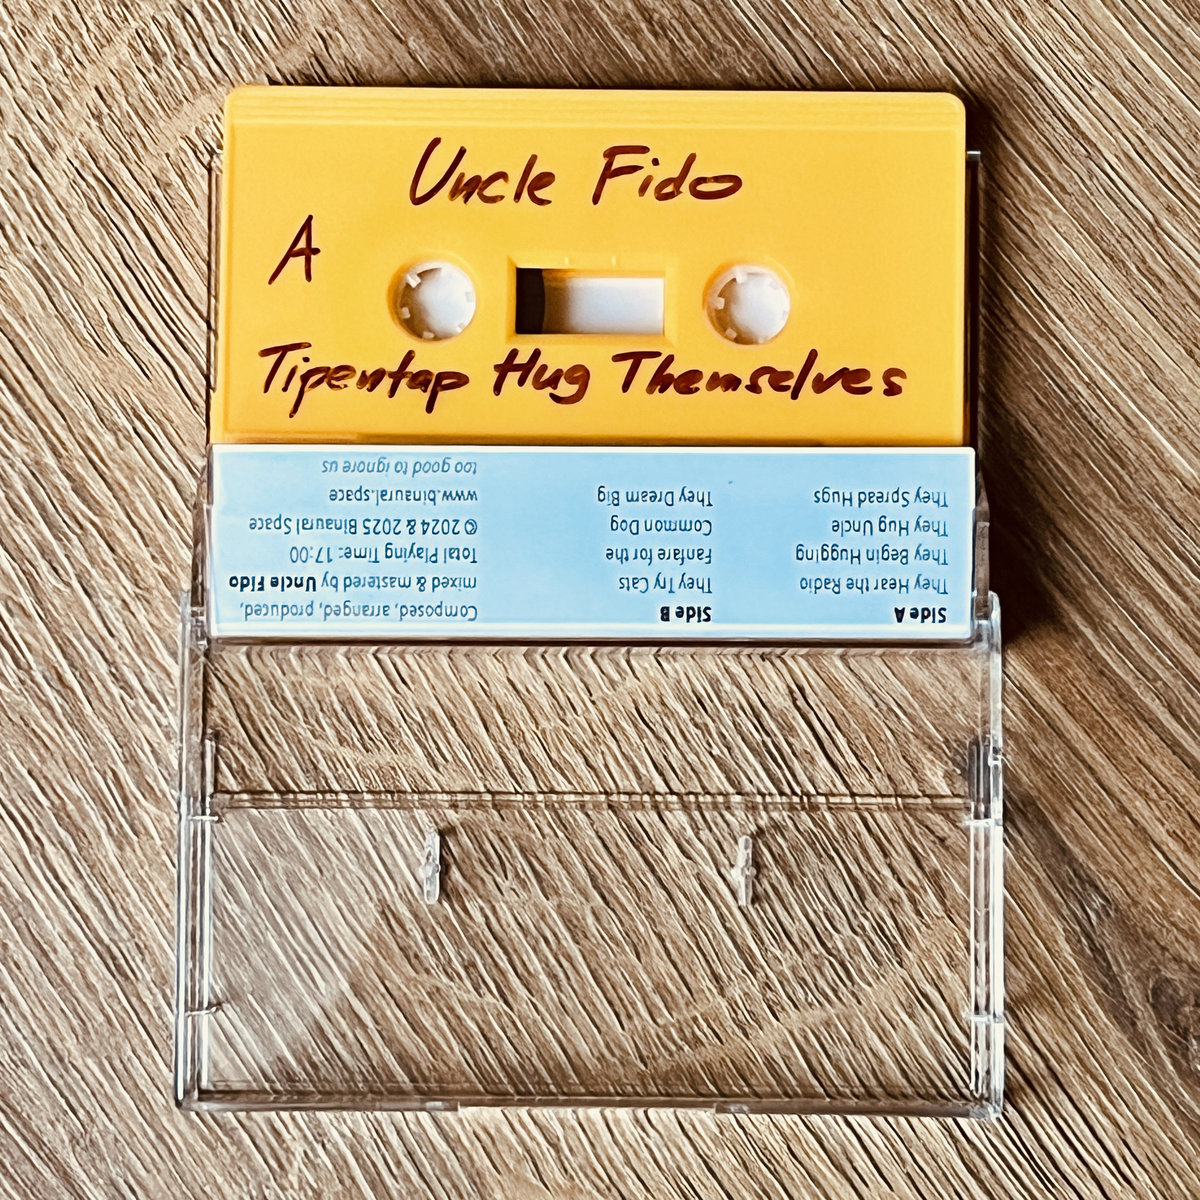 Uncle Fido
A
Tipentap Hug Themselves
Side A
They Hear the Radio
They Begin Hugging
They Hug Uncle
They Spread Hugs
Side B
They Try Cats
Fanfare for the
Common Dog
They Dream Big
Composed, arranged, produced,
mixed & mastered by Uncle Fido
Total Playing Time: 17:00
© 2024 & 2025 Binaural Space
www.binaural.space
too good to ignore us